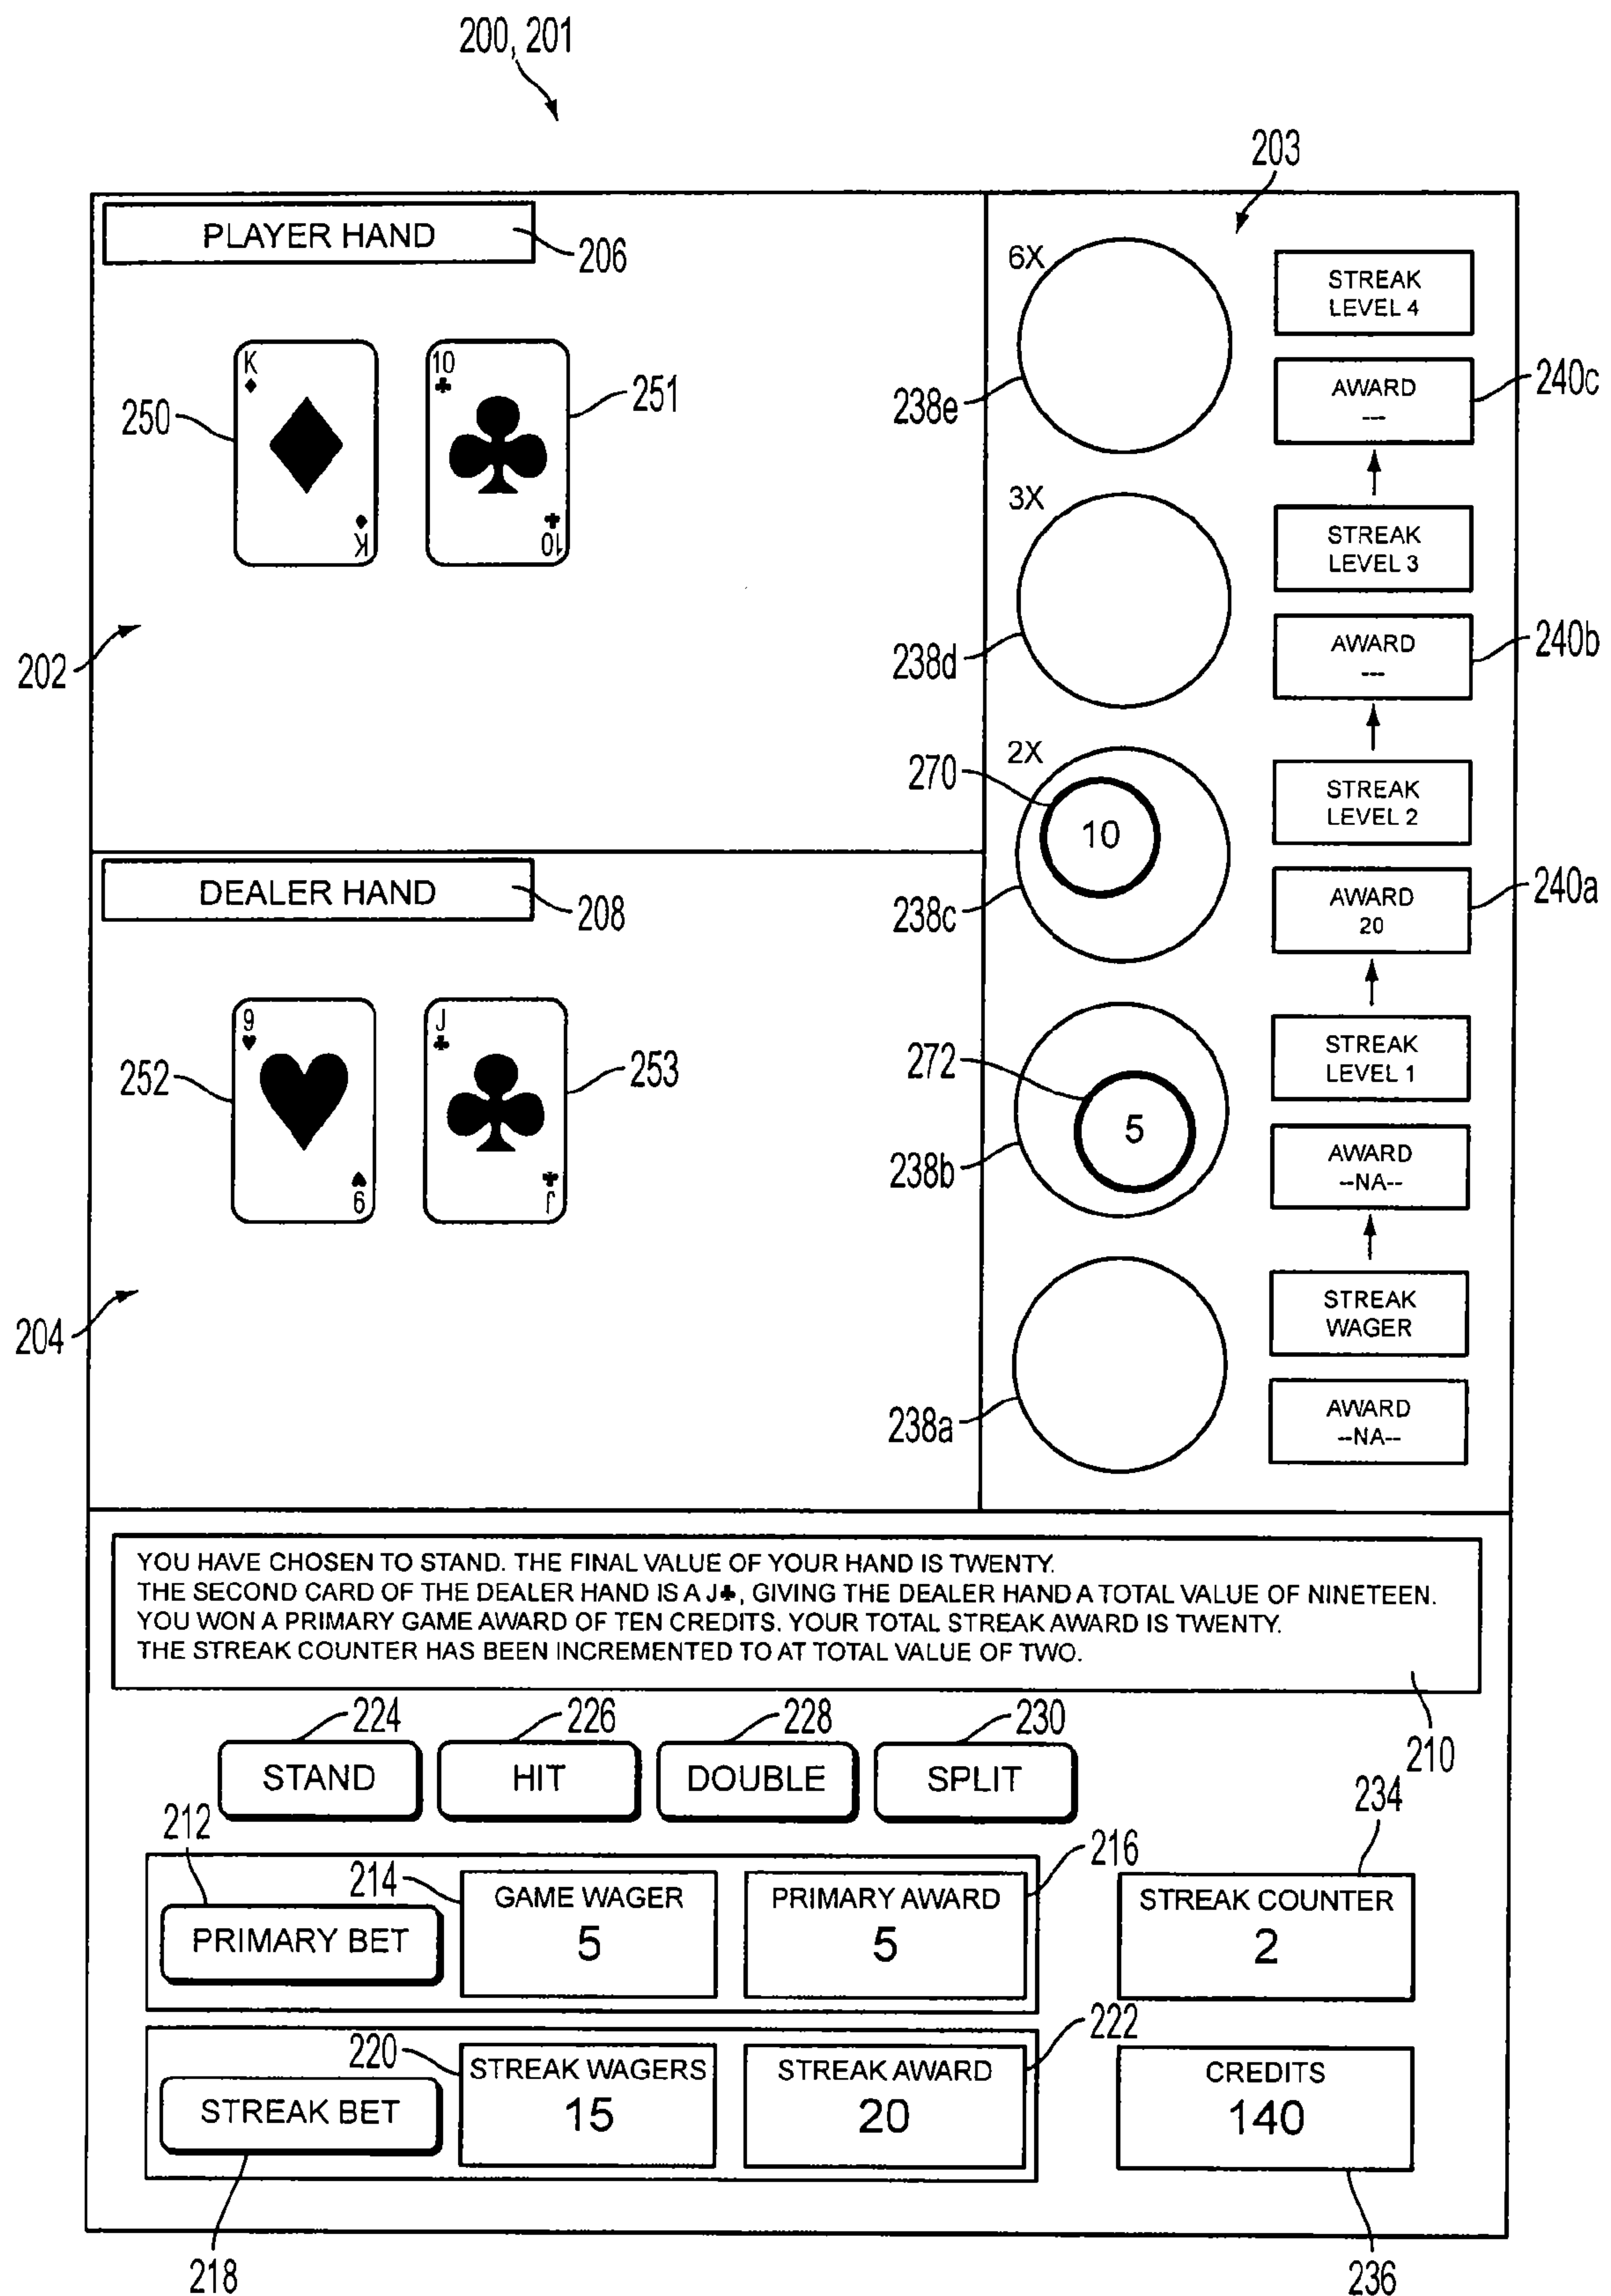 200, 201
203
PLAYER HAND
206
K
K
10
10
250
251
202
6X
238e
STREAK
LEVEL 4
AWARD
---
240c
3X
238d
STREAK
LEVEL 3
AWARD
---
240b
2X
270
10
238c
STREAK
LEVEL 2
AWARD
20
240a
DEALER HAND
208
9
9
J
J
252
253
204
272
5
238b
STREAK
LEVEL 1
AWARD
--NA--
238a
STREAK
WAGER
AWARD
--NA--
YOU HAVE CHOSEN TO STAND. THE FINAL VALUE OF YOUR HAND IS TWENTY.
THE SECOND CARD OF THE DEALER HAND IS A J♣, GIVING THE DEALER HAND A TOTAL VALUE OF NINETEEN.
YOU WON A PRIMARY GAME AWARD OF TEN CREDITS. YOUR TOTAL STREAK AWARD IS TWENTY.
THE STREAK COUNTER HAS BEEN INCREMENTED TO AT TOTAL VALUE OF TWO.
210
224
226
228
230
STAND
HIT
DOUBLE
SPLIT
212
214
216
234
PRIMARY BET
GAME WAGER
5
PRIMARY AWARD
5
STREAK COUNTER
2
220
222
STREAK BET
STREAK WAGERS
15
STREAK AWARD
20
CREDITS
140
218
236